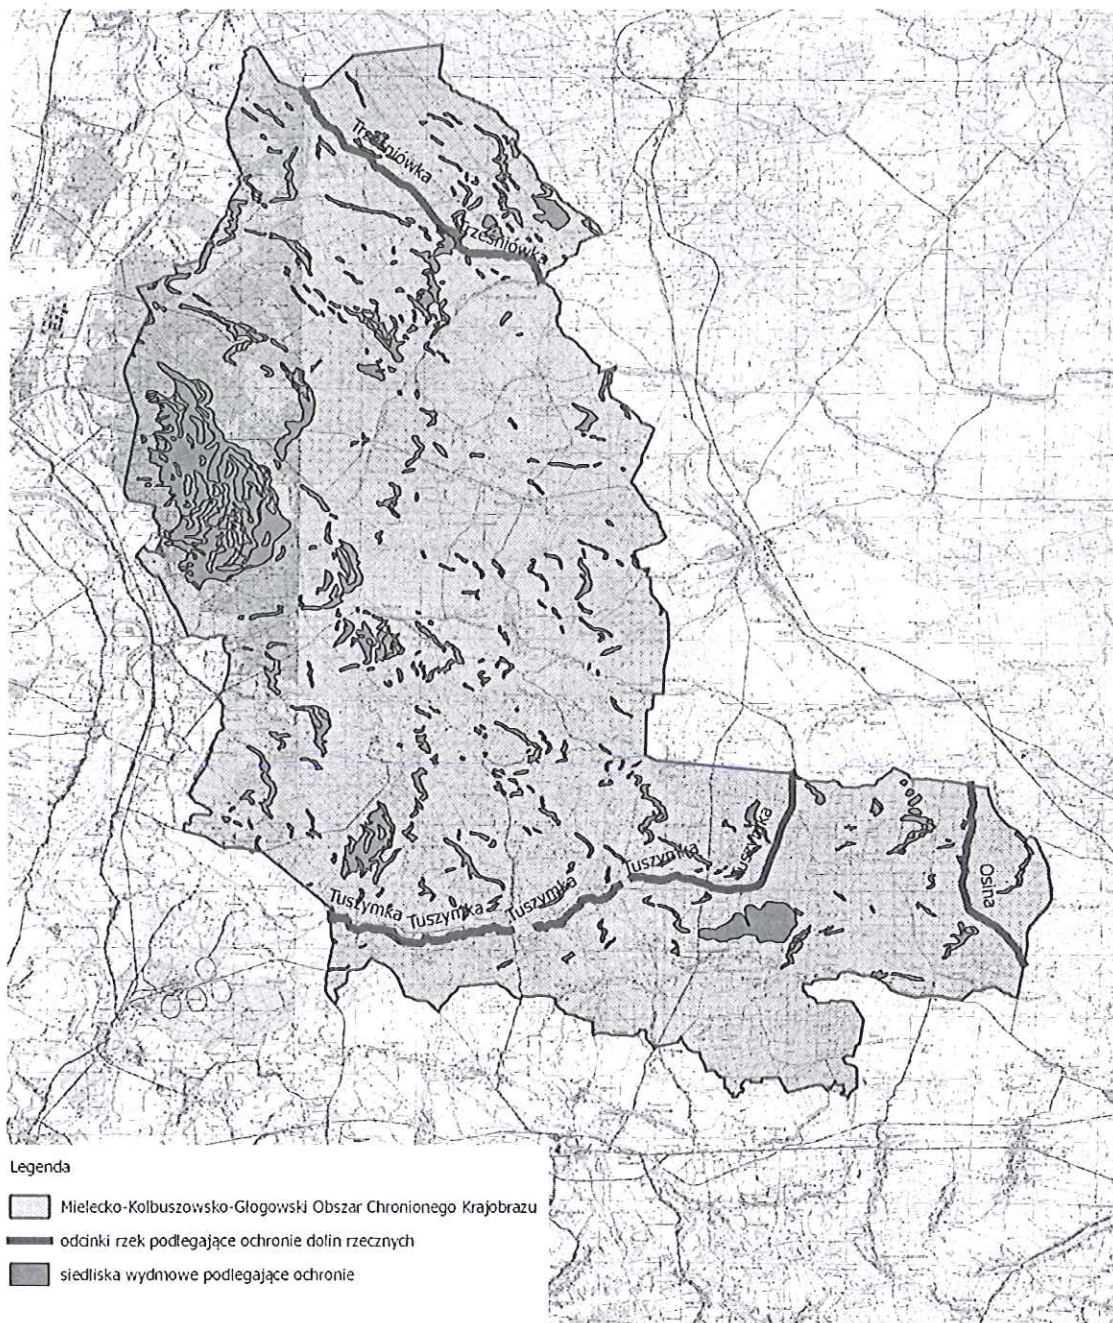 Trześniówka
Trześniówka
Tuszymka
Tuszymka
Tuszymka
Tuszymka
Tuszymka
Osina
Legenda
Mielecko-Kolbuszowsko-Głogowski Obszar Chronionego Krajobrazu
odcinki rzek podlegające ochronie dolin rzecznych
siedliska wydmowe podlegające ochronie